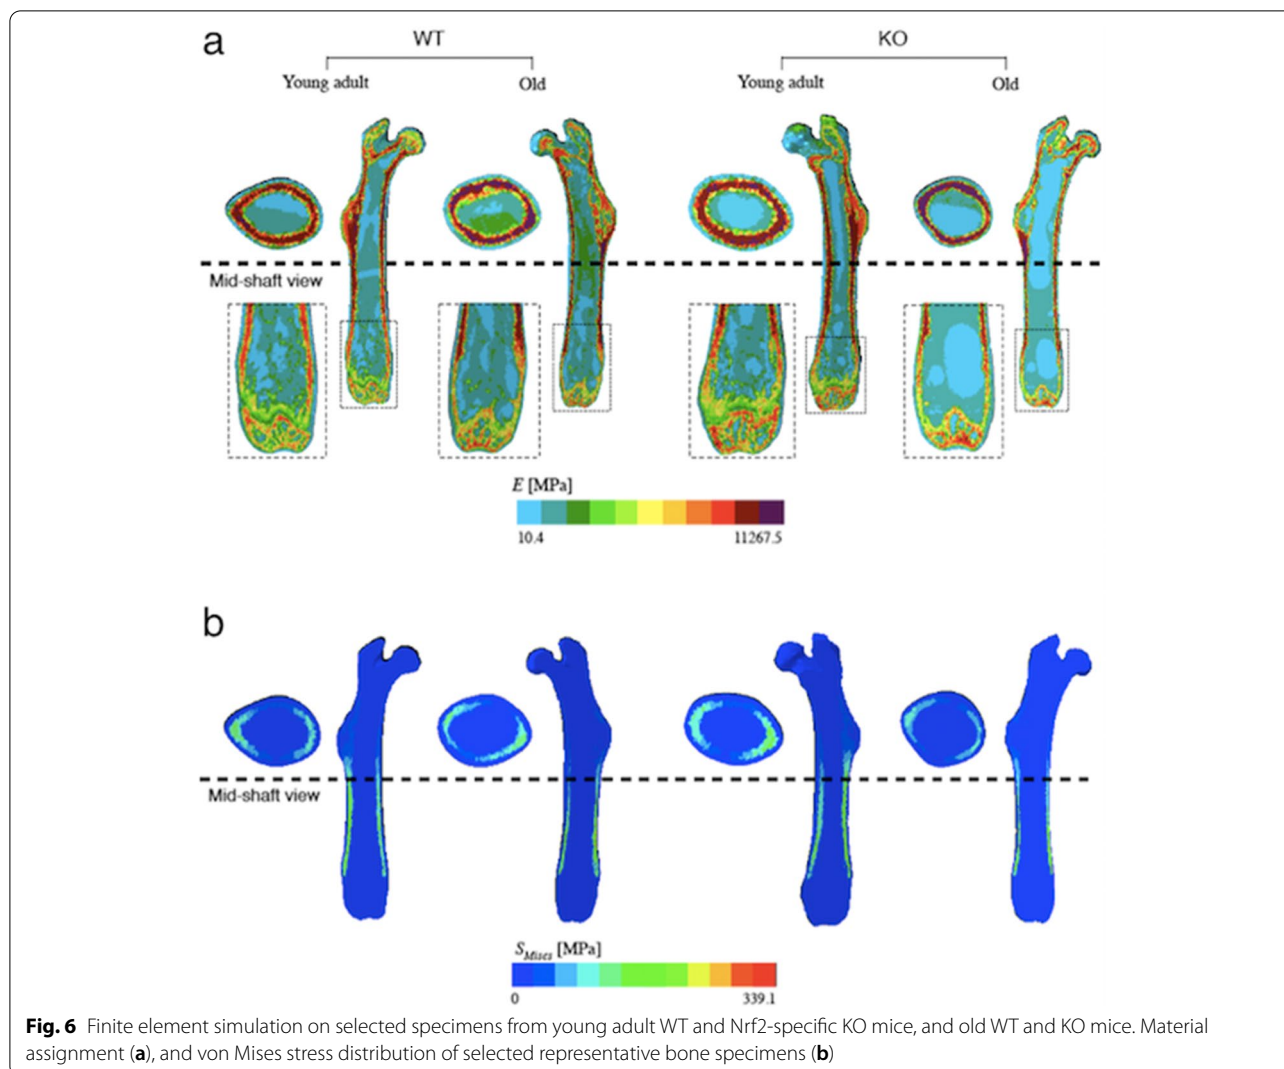 a
WT
KO
Young adult
Old
Young adult
Old
Mid-shaft view
E [MPa]
10.4
11267.5
b
Mid-shaft view
S_Mises [MPa]
0
339.1
Fig. 6 Finite element simulation on selected specimens from young adult WT and Nrf2-specific KO mice, and old WT and KO mice. Material
assignment (a), and von Mises stress distribution of selected representative bone specimens (b)